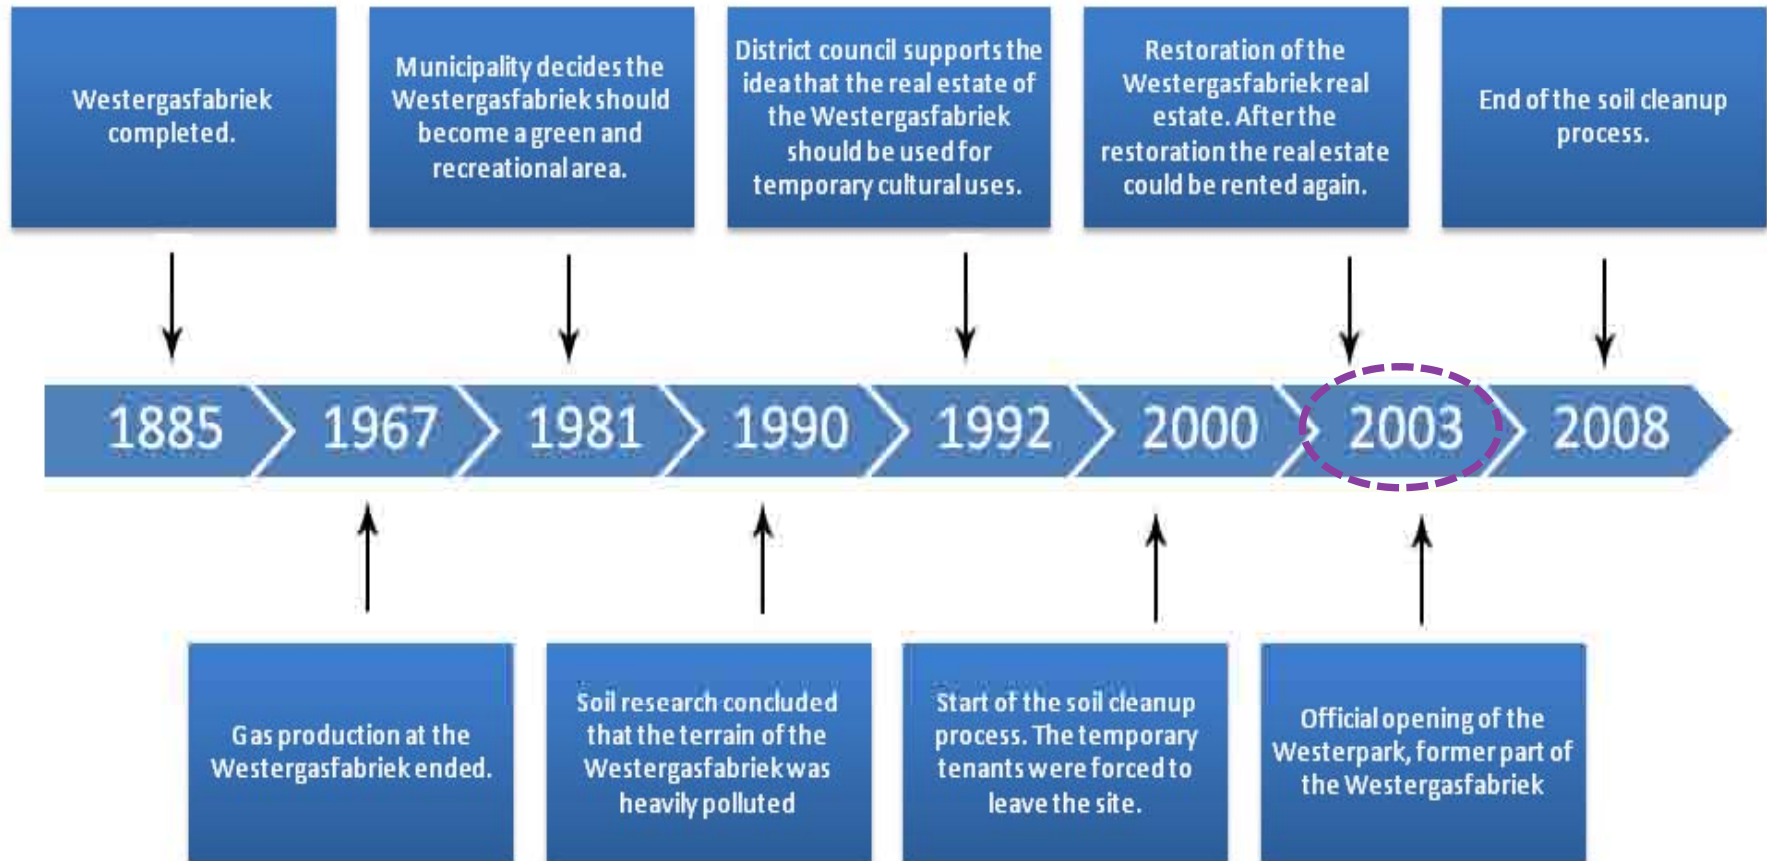 Westergasfabriek
completed.
Municipality decides the
Westergasfabriek should
become a green and
recreational area.
District council supports the
idea that the real estate of
the Westergasfabriek
should be used for
temporary cultural uses.
Restoration of the
Westergasfabriek real
estate. After the
restoration the real estate
could be rented again.
End of the soil cleanup
process.
1885
1967
1981
1990
1992
2000
2003
2008
Gas production at the
Westergasfabriek ended.
Soil research concluded
that the terrain of the
Westergasfabriek was
heavily polluted
Start of the soil cleanup
process. The temporary
tenants were forced to
leave the site.
Official opening of the
Westerpark, former part of
the Westergasfabriek